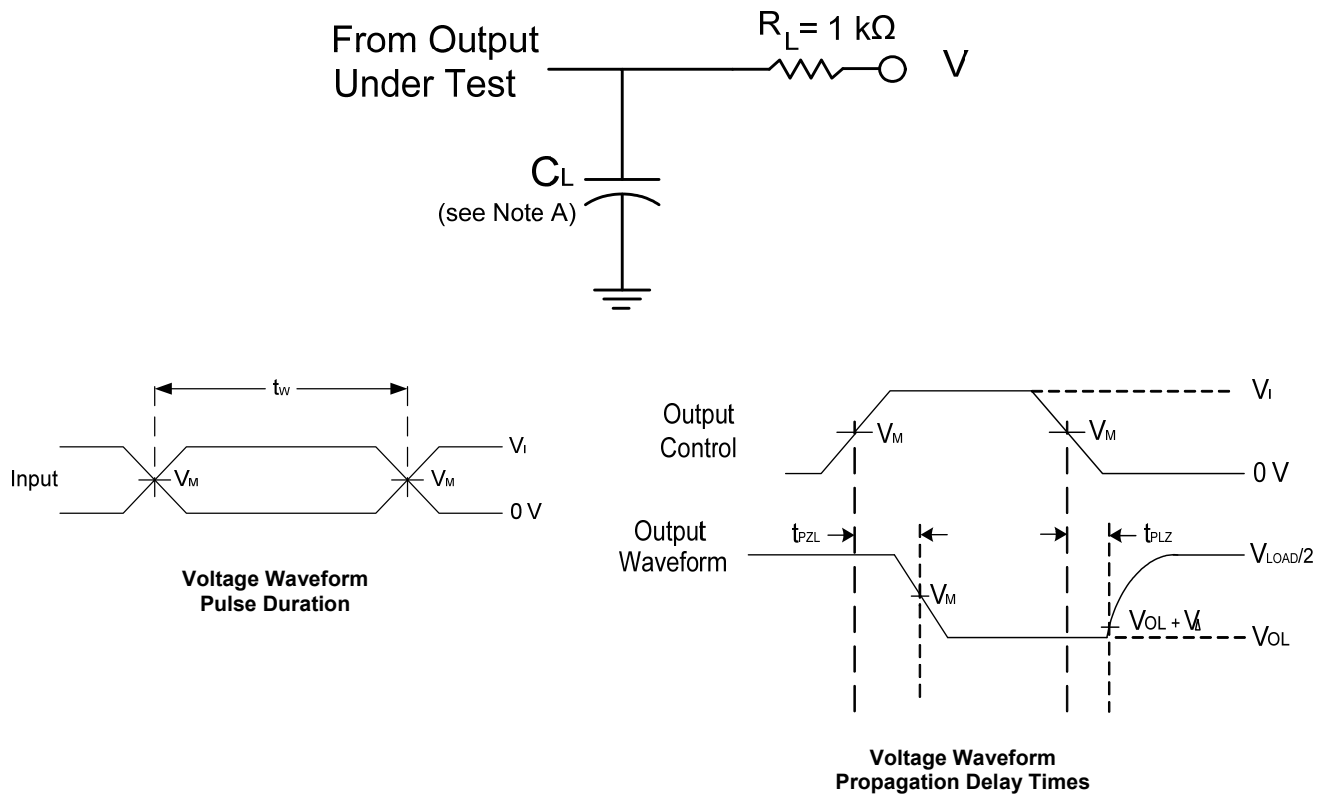 From Output
Under Test
R_L = 1 kΩ
V
C_L
(see Note A)
t_W
Input
V_M
V_M
V_I
0 V
Voltage Waveform
Pulse Duration
Output
Control
V_M
V_M
V_I
0 V
Output
Waveform
t_PZL
t_PLZ
V_M
V_LOAD/2
V_OL + V_Δ
V_OL
Voltage Waveform
Propagation Delay Times